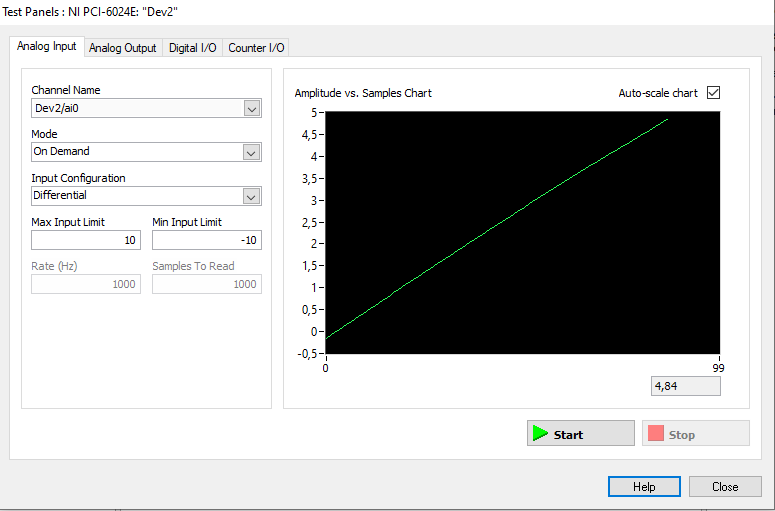 Test Panels : NI PCI-6024E: "Dev2"
Analog Input
Analog Output
Digital I/O
Counter I/O
Channel Name
Dev2/ai0
Mode
On Demand
Input Configuration
Differential
Max Input Limit
Min Input Limit
10
-10
Rate (Hz)
Samples To Read
1000
1000
Amplitude vs. Samples Chart
Auto-scale chart
5
4,5
4
3,5
3
2,5
2
1,5
1
0,5
0
-0,5
0
99
4,84
Start
Stop
Help
Close